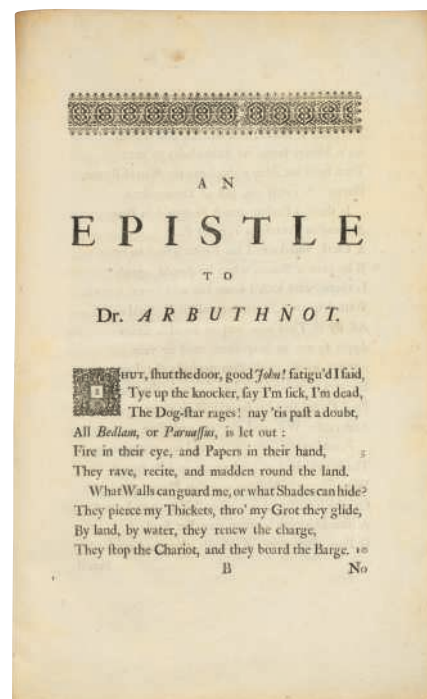 AN
EPISTLE
TO
Dr. ARBUTHNOT.
SHUT, ſhut the door, good John! fatigu'd I ſaid,
Tye up the knocker, ſay I'm ſick, I'm dead,
The Dog-ſtar rages! nay 'tis paſt a doubt,
All Bedlam, or Parnaſſus, is let out :
Fire in their eye, and Papers in their hand, 5
They rave, recite, and madden round the land.
What Walls can guard me, or what Shades can hide?
They pierce my Thickets, thro' my Grot they glide,
By land, by water, they renew the charge,
They ſtop the Chariot, and they board the Barge. 10
B No